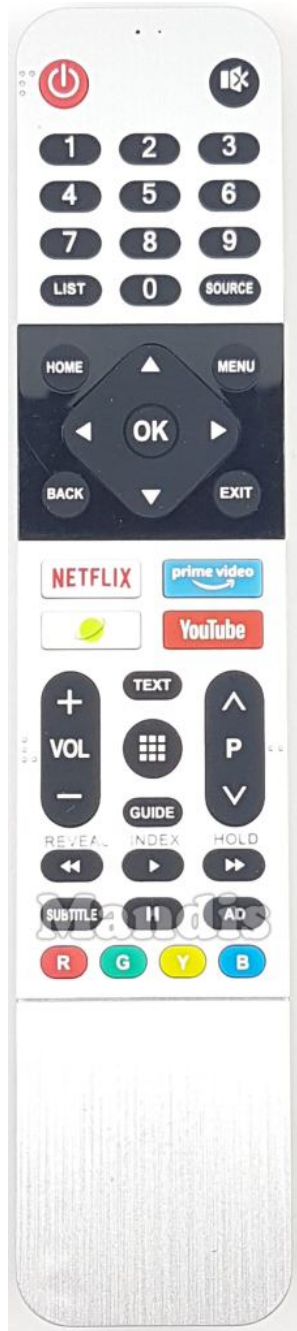 1 2 3
4 5 6
7 8 9
LIST 0 SOURCE
HOME MENU
OK
BACK EXIT
NETFLIX prime video
YouTube
TEXT
+ VOL − P
GUIDE
REVEAL INDEX HOLD
SUBTITLE AD
Mandis
R G Y B